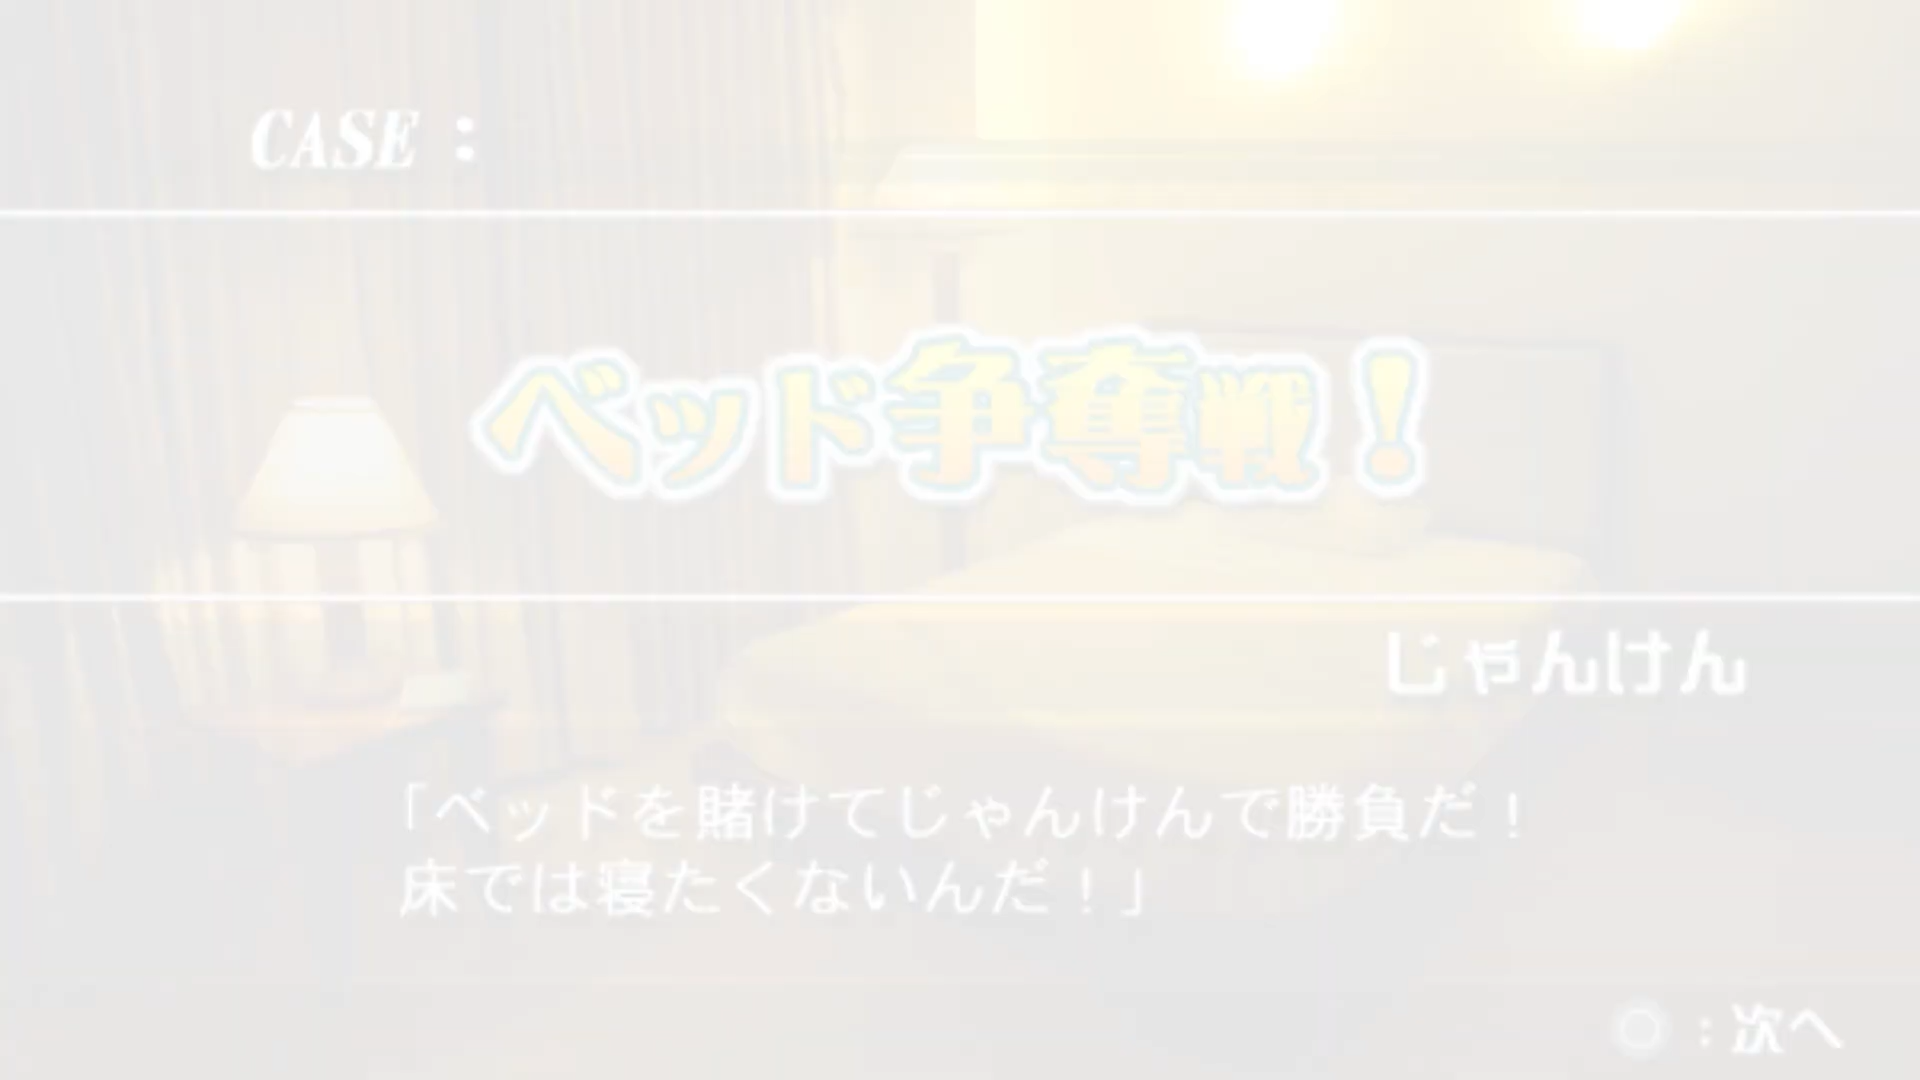 CASE：
ベッド争奪戦！
じゃんけん
「ベッドを賭けてじゃんけんで勝負だ！
床では寝たくないんだ！」
○：次へ